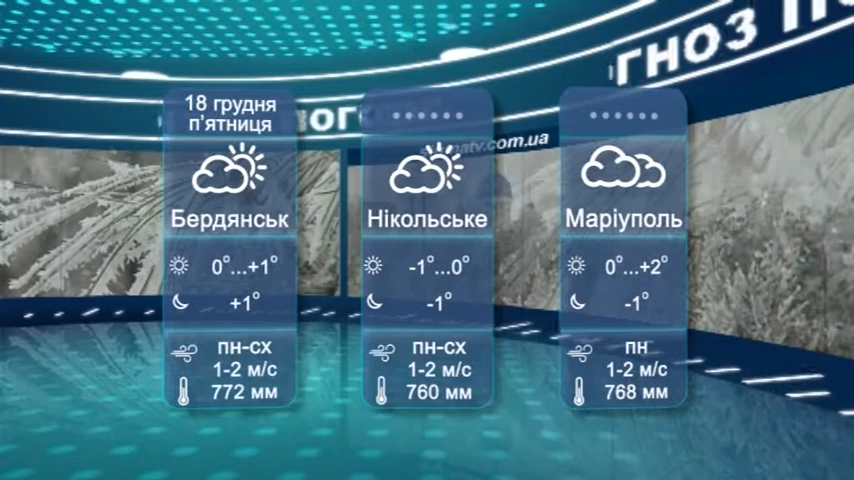 ГНОЗ
18 грудня
п'ятниця
Бердянськ
0°...+1°
+1°
ПН-СХ
1-2 м/с
772 мм
Нікольське
-1°...0°
-1°
ПН-СХ
1-2 м/с
760 мм
Маріуполь
0°...+2°
-1°
ПН
1-2 м/с
768 мм